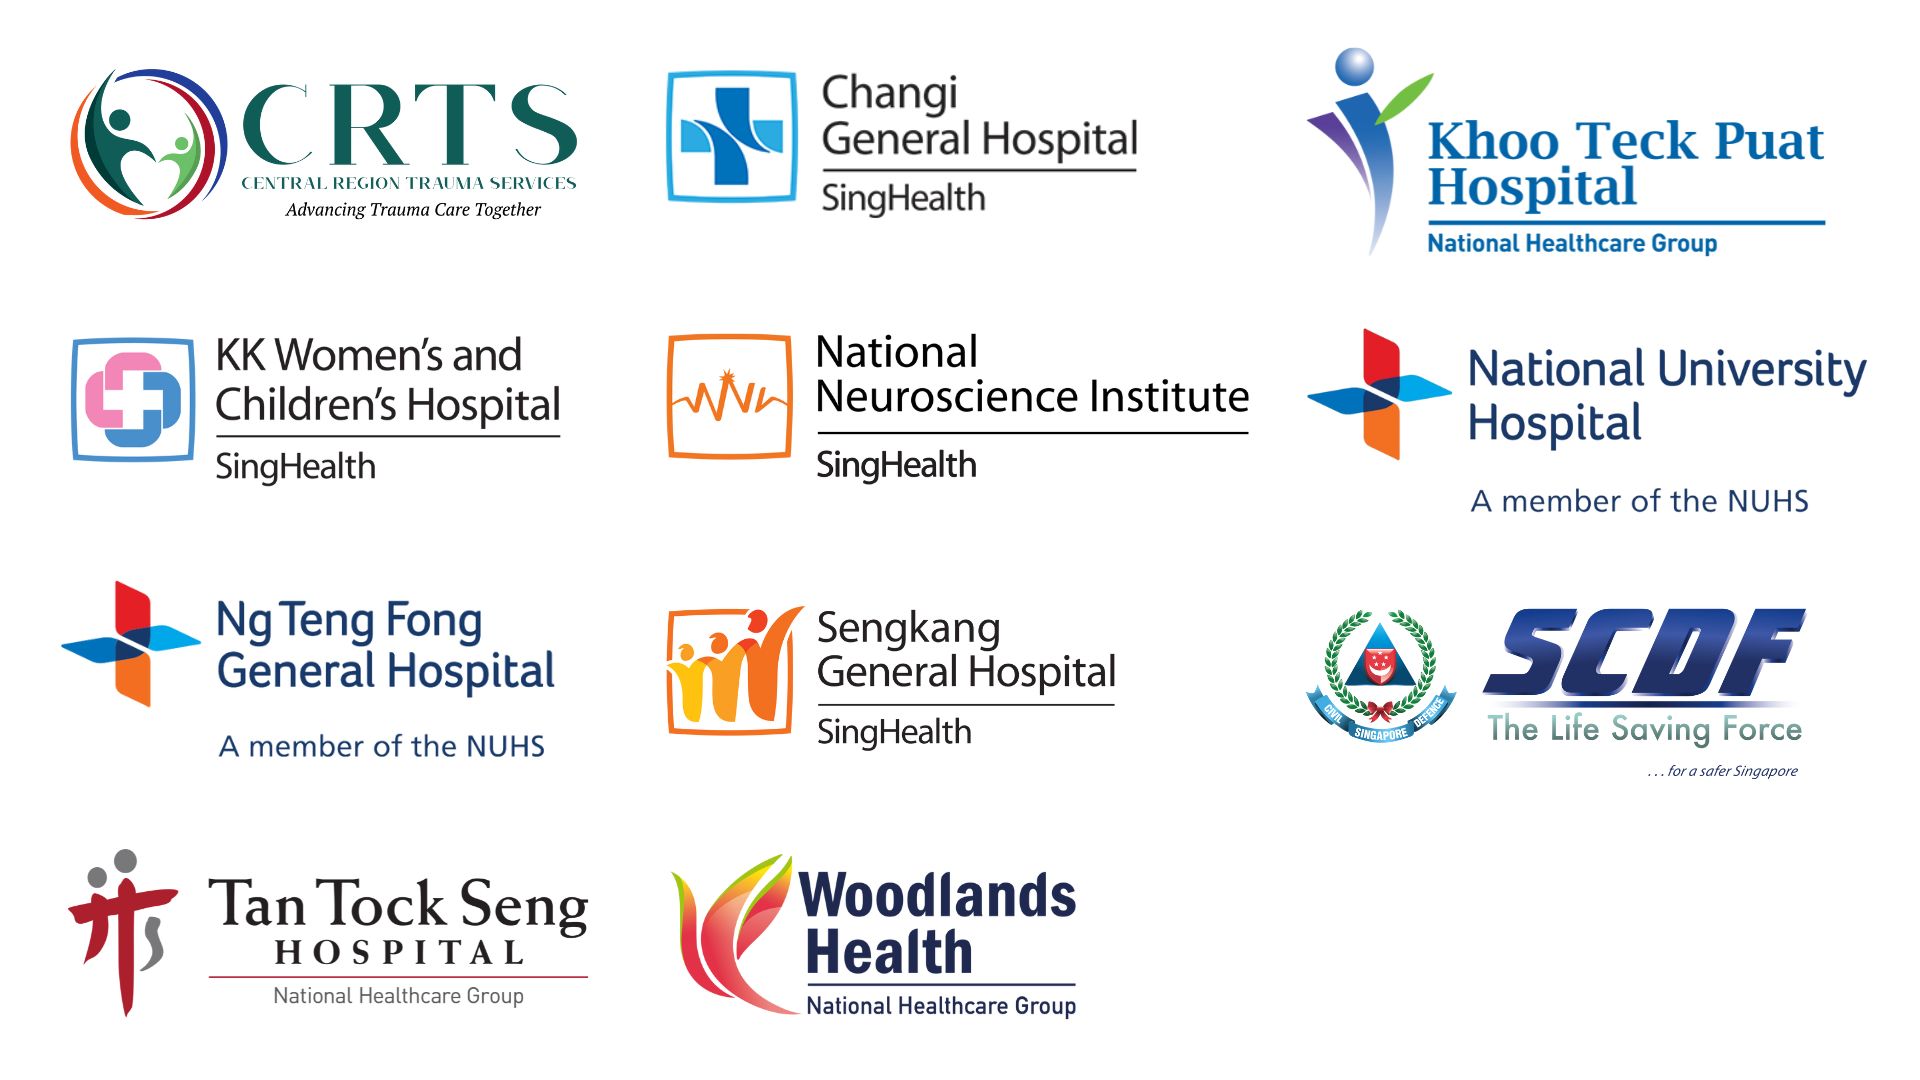 CRTS
CENTRAL REGION TRAUMA SERVICES
Advancing Trauma Care Together
Changi
General Hospital
SingHealth
Khoo Teck Puat
Hospital
National Healthcare Group
KK Women's and
Children's Hospital
SingHealth
National
Neuroscience Institute
SingHealth
National University
Hospital
A member of the NUHS
Ng Teng Fong
General Hospital
A member of the NUHS
Sengkang
General Hospital
SingHealth
CIVIL
SINGAPORE
DEFENCE
SCDF
The Life Saving Force
...for a safer Singapore
Tan Tock Seng
HOSPITAL
National Healthcare Group
Woodlands
Health
National Healthcare Group